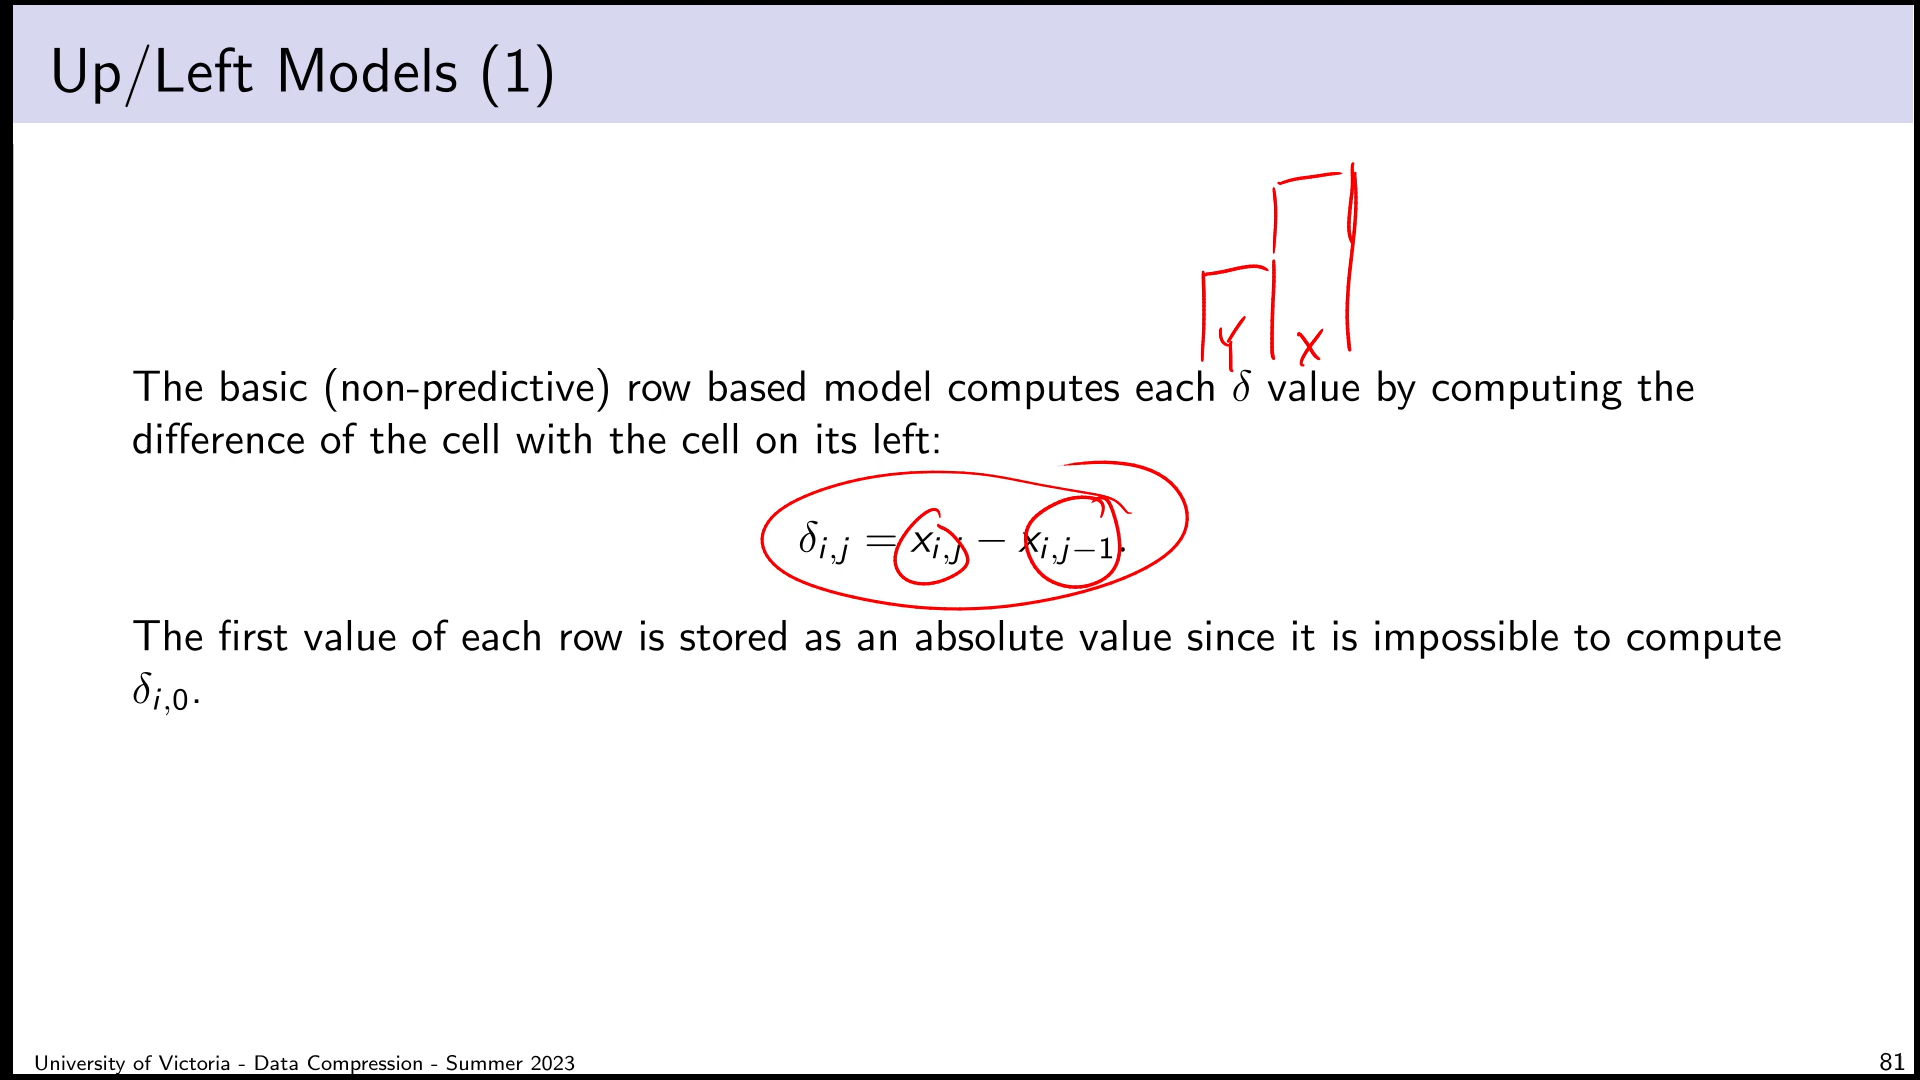 Up/Left Models (1)
Y X
The basic (non-predictive) row based model computes each δ value by computing the
difference of the cell with the cell on its left:
δi,j = xi,j − xi,j−1.
The first value of each row is stored as an absolute value since it is impossible to compute
δi,0.
University of Victoria - Data Compression - Summer 2023 81